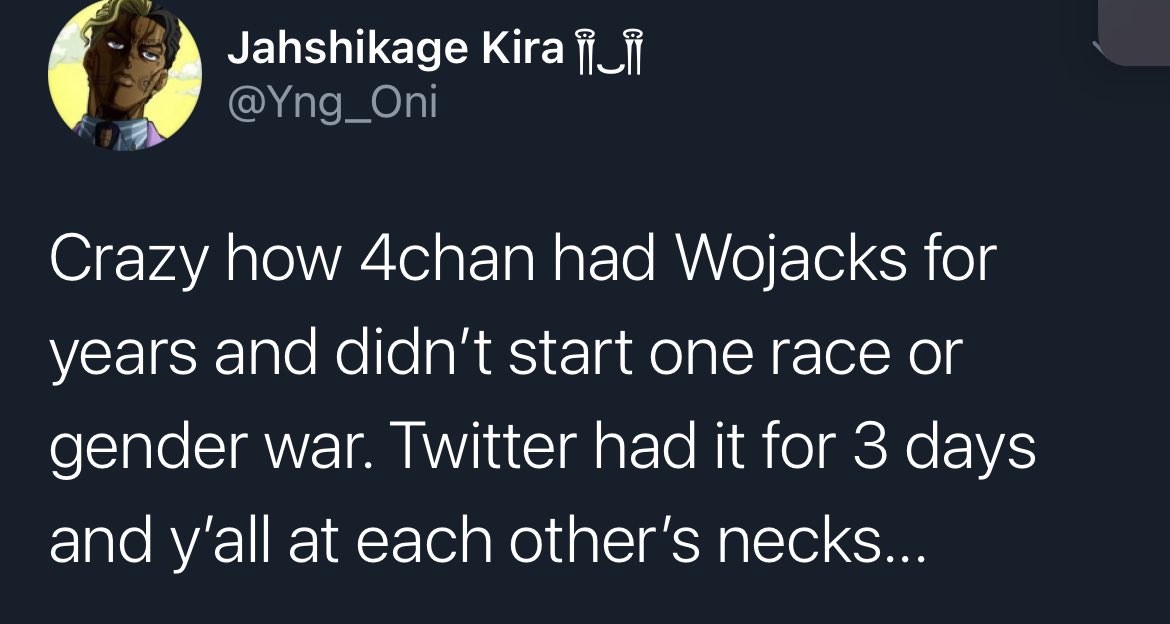 Jahshikage Kira ༎ຶ‿༎ຶ
@Yng_Oni
Crazy how 4chan had Wojacks for
years and didn’t start one race or
gender war. Twitter had it for 3 days
and y’all at each other’s necks...